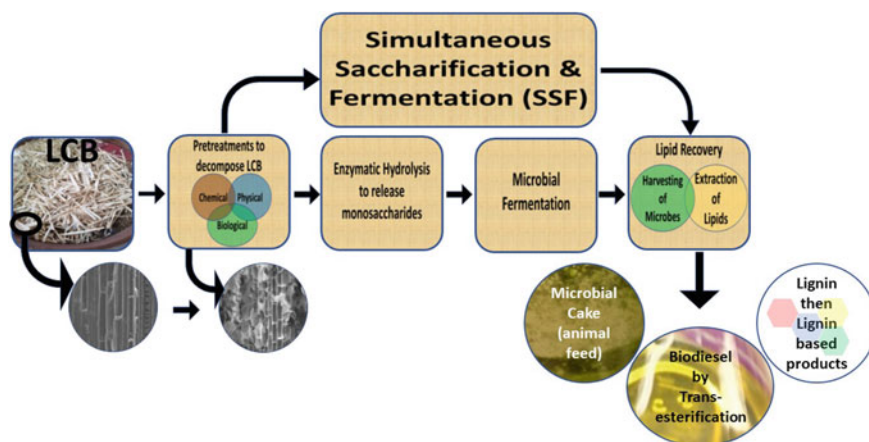 Simultaneous
Saccharification &
Fermentation (SSF)
LCB
Pretreatments to
decompose LCB
Chemical
Physical
Biological
Enzymatic Hydrolysis
to release
monosaccharides
Microbial
Fermentation
Lipid Recovery
Harvesting
of
Microbes
Extraction
of
Lipids
Microbial
Cake
(animal
feed)
Biodiesel
by
Trans-
esterification
Lignin
then
Lignin
based
products